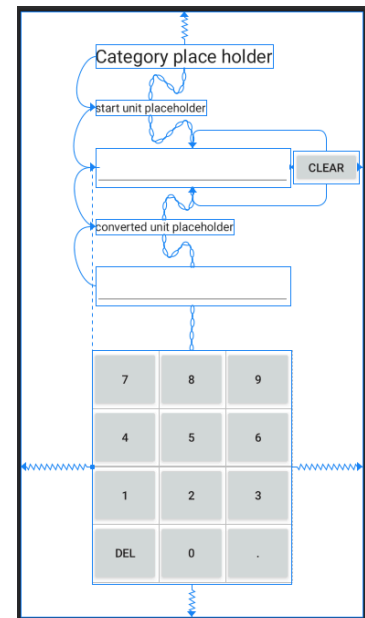 Category place holder
start unit placeholder
CLEAR
converted unit placeholder
7 8 9
4 5 6
1 2 3
DEL 0 .